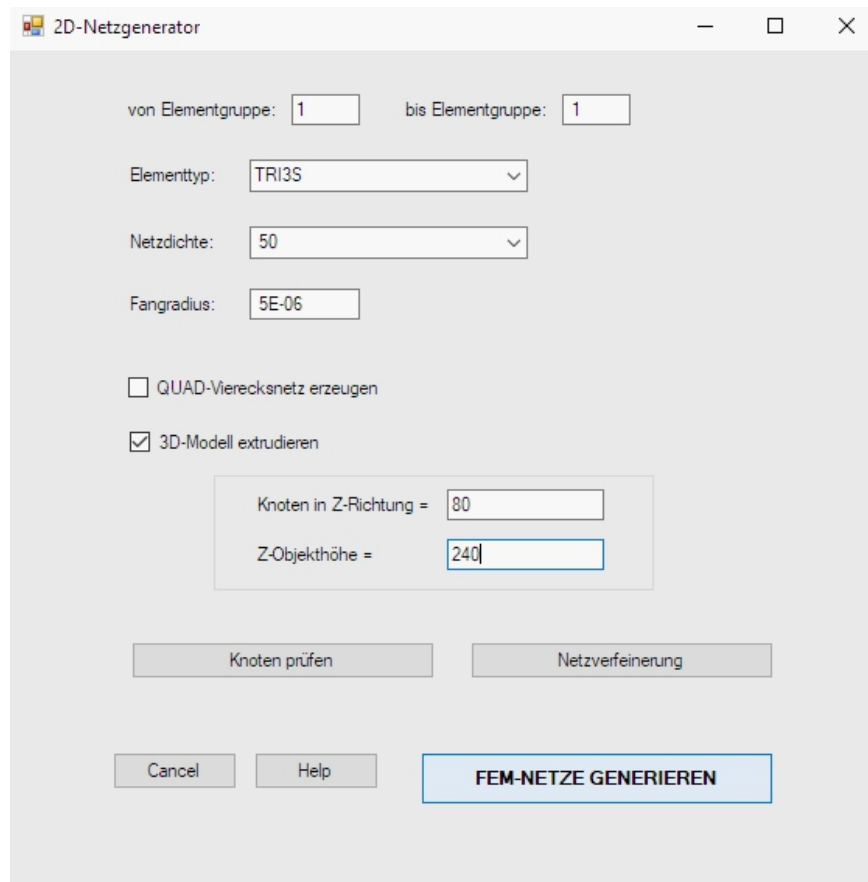 2D-Netzgenerator
von Elementgruppe: 1 bis Elementgruppe: 1
Elementtyp: TRI3S
Netzdichte: 50
Fangradius: 5E-06
QUAD-Vierecksnetz erzeugen
3D-Modell extrudieren
Knoten in Z-Richtung = 80
Z-Objekthöhe = 240
Knoten prüfen Netzverfeinerung
Cancel Help FEM-NETZE GENERIEREN